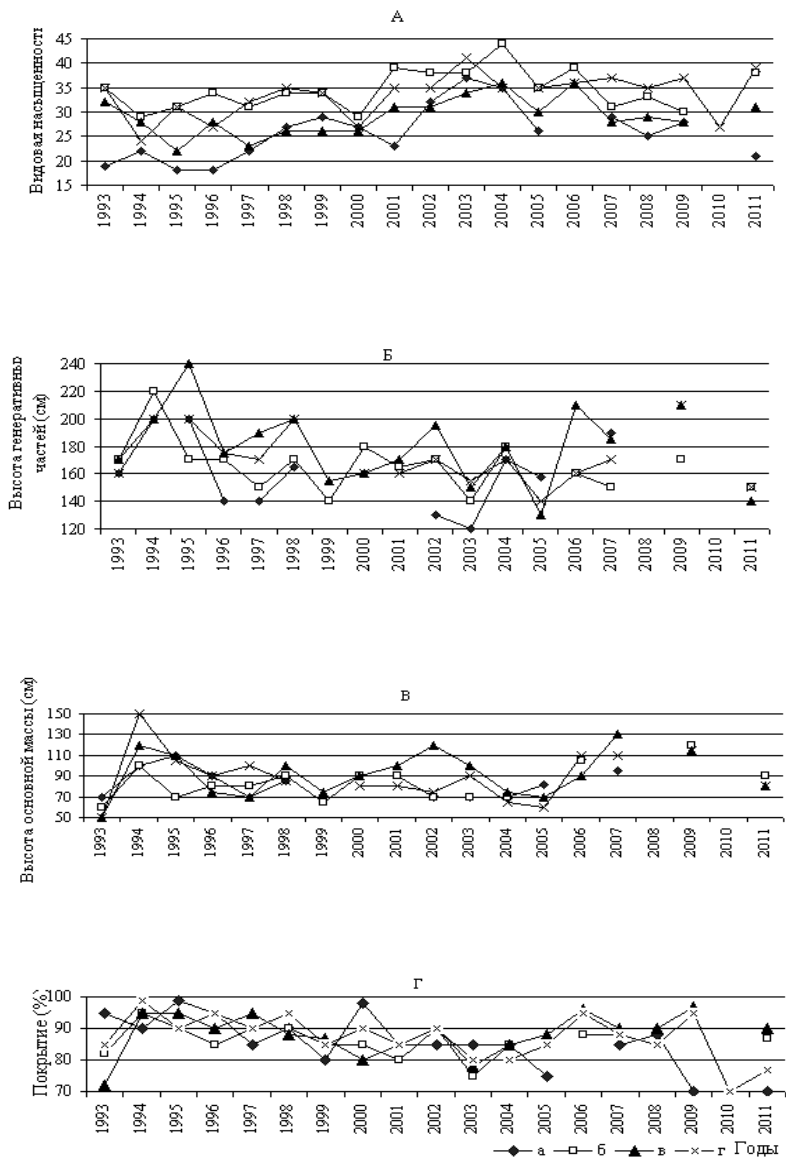 А
Видовая насыщенность
45
40
35
30
25
20
15
1993 1994 1995 1996 1997 1998 1999 2000 2001 2002 2003 2004 2005 2006 2007 2008 2009 2010 2011
Б
Высота генеративных
частей (см)
240
220
200
180
160
140
120
1993 1994 1995 1996 1997 1998 1999 2000 2001 2002 2003 2004 2005 2006 2007 2008 2009 2010 2011
В
Высота основной массы (см)
150
130
110
90
70
50
1993 1994 1995 1996 1997 1998 1999 2000 2001 2002 2003 2004 2005 2006 2007 2008 2009 2010 2011
Г
Покрытие (%)
100
90
80
70
1993 1994 1995 1996 1997 1998 1999 2000 2001 2002 2003 2004 2005 2006 2007 2008 2009 2010 2011
а б в г Годы